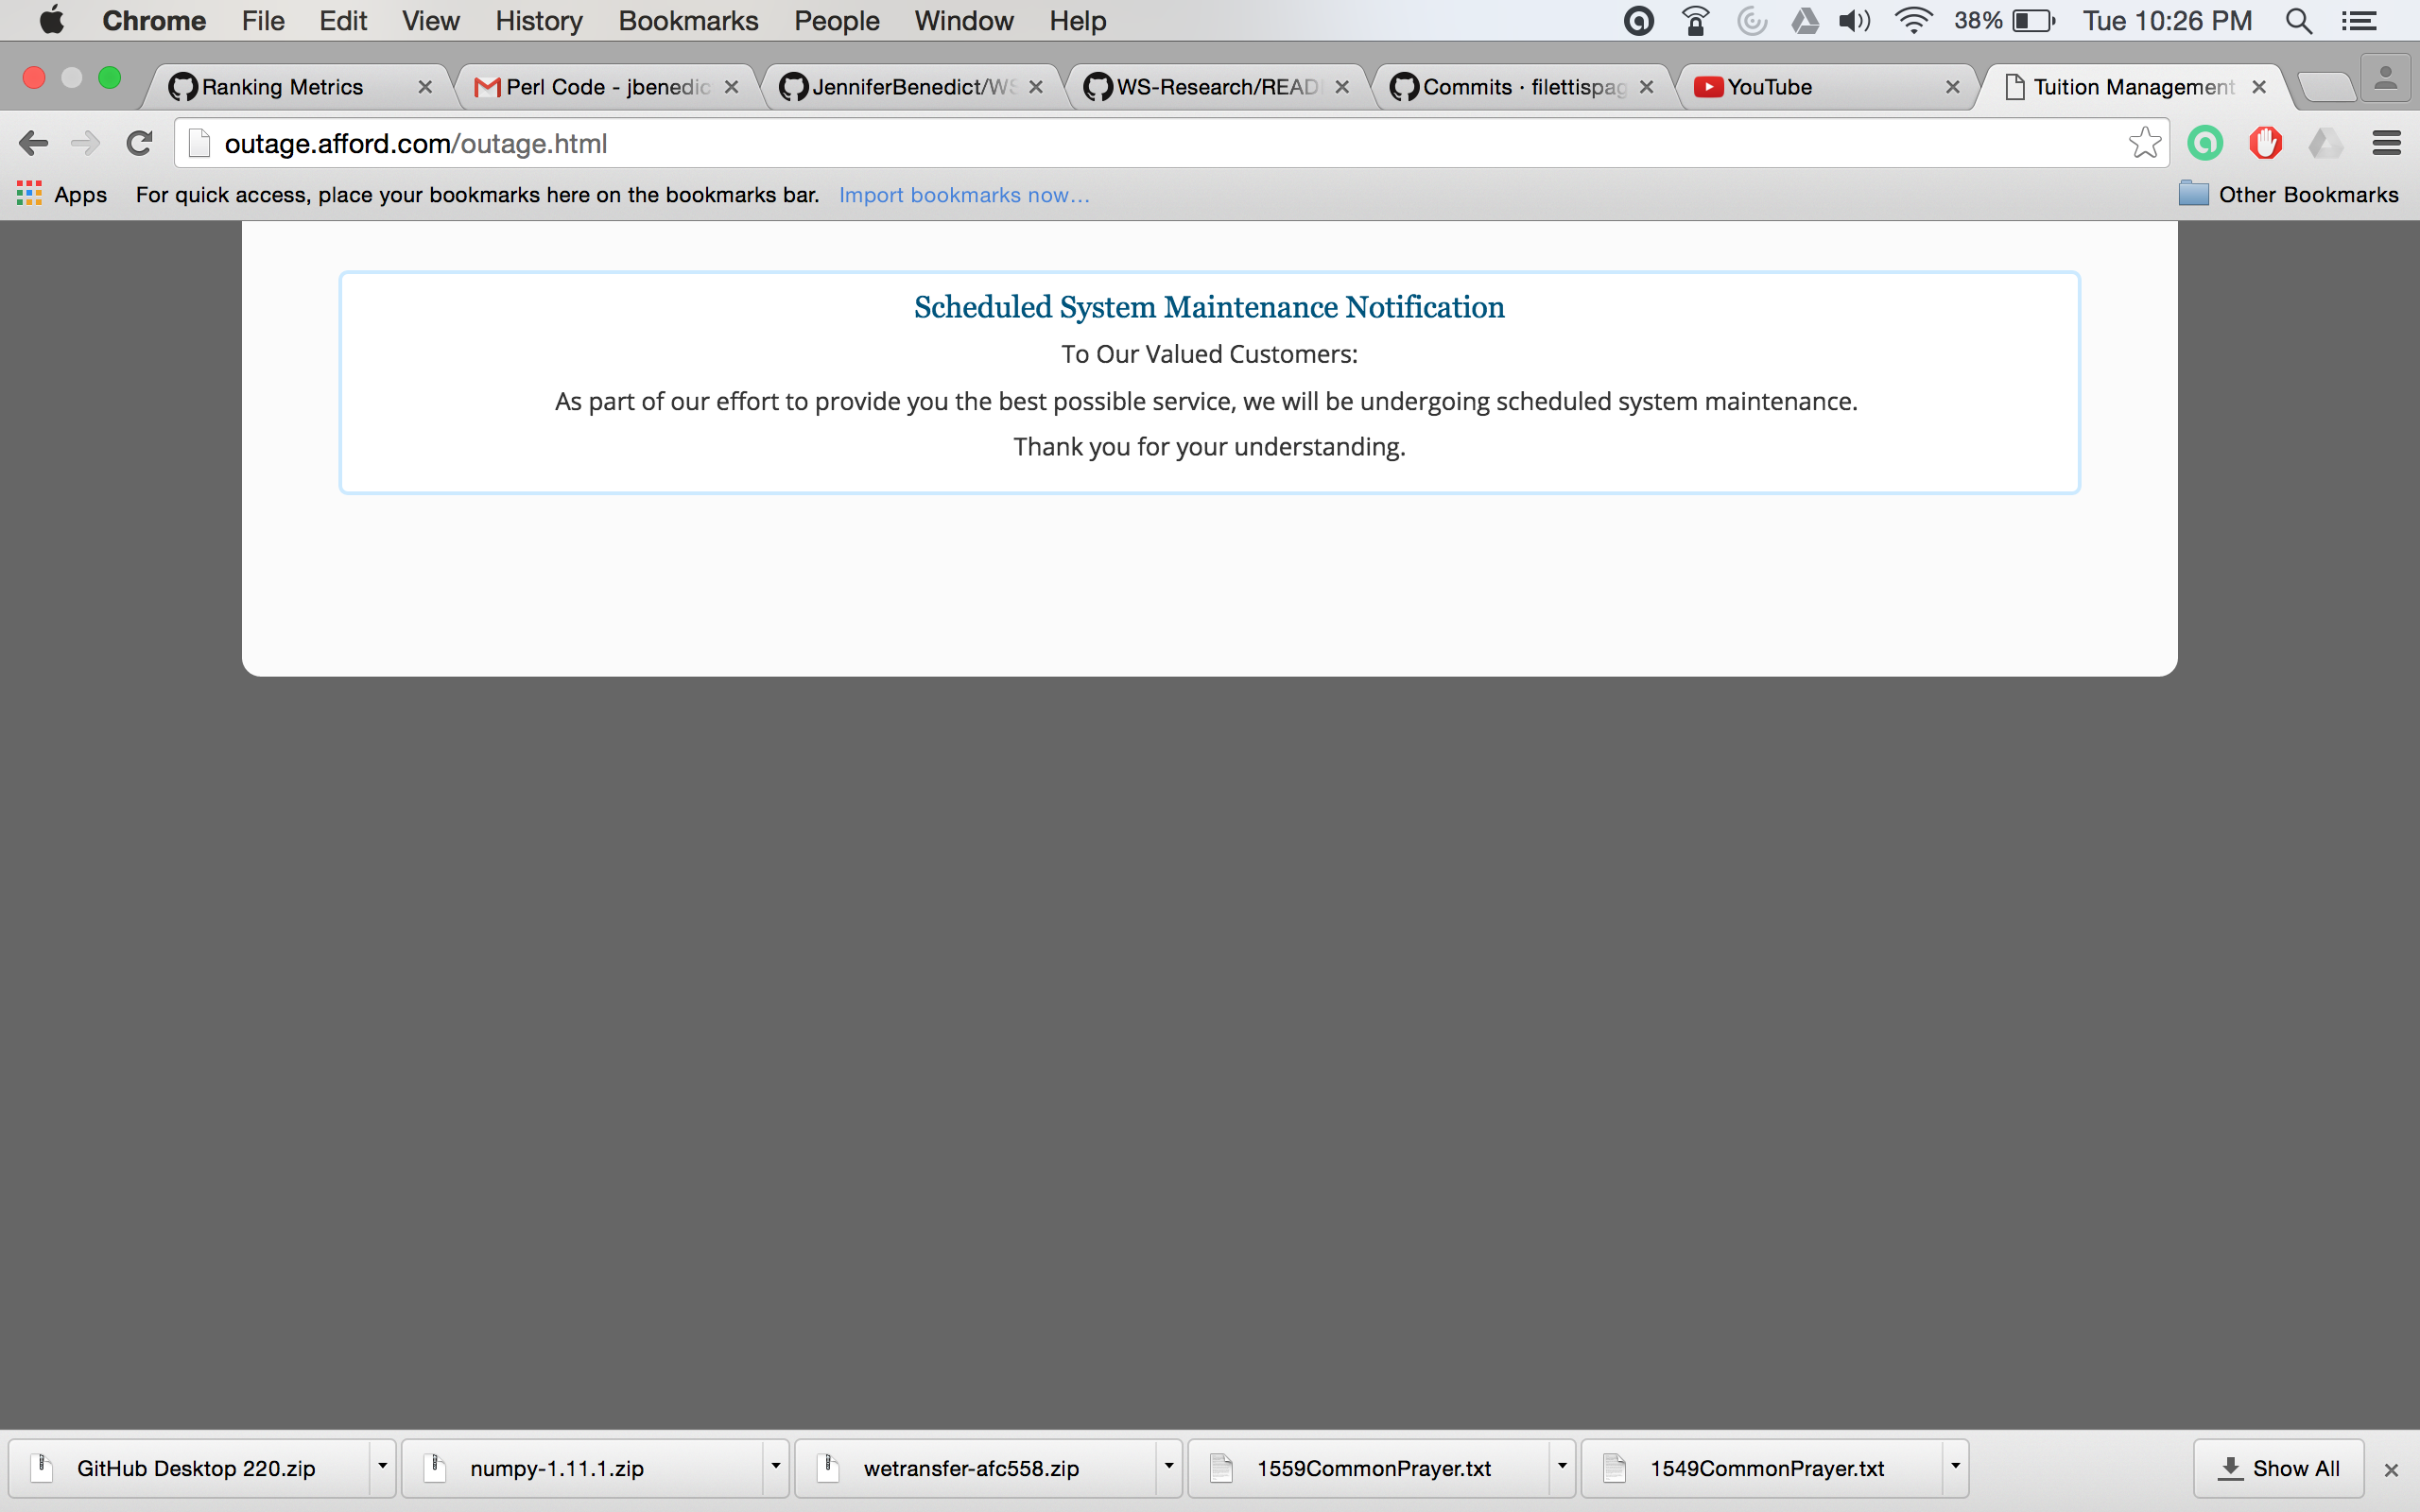 Chrome File Edit View History Bookmarks People Window Help 38% Tue 10:26 PM
Ranking Metrics Perl Code - jbenedic JenniferBenedict/WS WS-Research/READ Commits · filettispag YouTube Tuition Management
outage.afford.com/outage.html
Apps For quick access, place your bookmarks here on the bookmarks bar. Import bookmarks now... Other Bookmarks
Scheduled System Maintenance Notification
To Our Valued Customers:
As part of our effort to provide you the best possible service, we will be undergoing scheduled system maintenance.
Thank you for your understanding.
GitHub Desktop 220.zip numpy-1.11.1.zip wetransfer-afc558.zip 1559CommonPrayer.txt 1549CommonPrayer.txt Show All